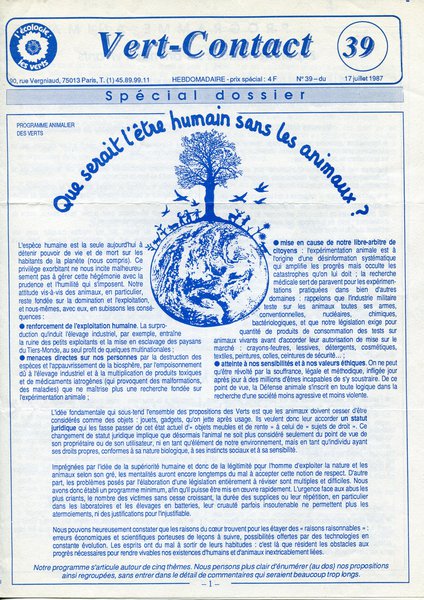 l'écologie
les verts
Vert-Contact
39
90, rue Vergniaud, 75013 Paris, T. (1) 45.89.99.11
HEBDOMADAIRE - prix spécial : 4 F
N° 39 – du
17 juillet 1987
Spécial dossier
PROGRAMME ANIMALIER
DES VERTS
Que serait l'être humain sans les animaux ?
L'espèce humaine est la seule aujourd'hui à
détenir pouvoir de vie et de mort sur les
habitants de la planète (nous compris). Ce
privilège exorbitant ne nous incite malheureuse-
ment pas à gérer cette hégémonie avec la
prudence et l'humilité qui s'imposent. Notre
attitude vis-à-vis des animaux, en particulier,
reste fondée sur la domination et l'exploitation,
et nous-mêmes, avec eux, en subissons les consé-
quences :
● renforcement de l'exploitation humaine. La surpro-
duction qu'induit l'élevage industriel, par exemple, entraîne
la ruine des petits exploitants et la mise en esclavage des paysans
du Tiers-Monde, au seul profit de quelques multinationales ;
● menaces directes sur nos personnes par la destruction des
espèces et l'appauvrissement de la biosphère, par l'empoisonnement
dû à l'élevage industriel et à la multiplication de produits toxiques
et de médicaments iatrogènes (qui provoquent des malformations,
des maladies) que ne maîtrise plus une recherche fondée sur
l'expérimentation animale ;
● mise en cause de notre libre-arbitre de
citoyens : l'expérimentation animale est à
l'origine d'une désinformation systématique
qui amplifie les progrès mais occulte les
catastrophes qu'on lui doit ; la recherche
médicale sert de paravent pour les expérimen-
tations pratiquées dans bien d'autres
domaines : rappelons que l'industrie militaire
teste sur les animaux toutes ses armes,
conventionnelles, nucléaires, chimiques,
bactériologiques, et que notre législation exige pour
quantité de produits de consommation des tests sur
animaux vivants avant d'accorder leur autorisation de mise sur le
marché : crayons-feutres, lessives, détergents, cosmétiques,
textiles, peintures, colles, ceintures de sécurité... ;
● atteinte à nos sensibilités et à nos valeurs éthiques. On ne peut
qu'être révolté par la souffrance, légale et méthodique, infligée jour
après jour à des millions d'êtres incapables de s'y soustraire. De ce
point de vue, la Défense animale s'inscrit en toute logique dans la
recherche d'une société moins agressive et moins violente.
L'idée fondamentale qui sous-tend l'ensemble des propositions des Verts est que les animaux doivent cesser d'être
considérés comme des objets : jouets, gadgets, qu'on jette après usage. Ils veulent donc leur accorder un statut
juridique qui les fasse passer de cet état actuel d'« objets meubles et de rente » à celui de « sujets de droit ». Ce
changement de statut juridique implique que désormais l'animal ne soit plus considéré seulement du point de vue de
son propriétaire ou de son utilisateur, ni en tant qu'élément de notre environnement, mais en tant qu'individu ayant
ses droits propres, conformes à sa nature biologique, à ses instincts sociaux et à sa sensibilité.
Imprégnées par l'idée de la supériorité humaine et donc de la légitimité pour l'homme d'exploiter la nature et les
animaux selon son gré, les mentalités auront encore longtemps du mal à accepter cette notion de respect. D'autre
part, les problèmes posés par l'élaboration d'une législation entièrement à réviser sont multiples et difficiles. Nous
avons donc établi un programme minimum, afin qu'il puisse être mis en œuvre rapidement. L'urgence face aux abus les
plus criants, le nombre des victimes sans cesse croissant, la durée des supplices ou leur répétition, en particulier
dans les laboratoires et les élevages en batteries, leur cruauté parfois insoutenable ne permettent plus les
atermoiements, ni des justifications pour l'injustifiable.
Nous pouvons heureusement constater que les raisons du cœur trouvent pour les étayer des « raisons raisonnables » :
erreurs économiques et scientifiques porteuses de leçons à suivre, possibilités offertes par des technologies en
constante évolution. Les esprits ont du mal à sortir de leurs habitudes : c'est là que résident les obstacles aux
progrès nécessaires pour rendre vivables nos existences d'humains et d'animaux inextricablement liées.
Notre programme s'articule autour de cinq thèmes. Nous pensons plus clair d'énumérer (au dos) nos propositions
ainsi regroupées, sans entrer dans le détail de commentaires qui seraient beaucoup trop longs.
– 1 –